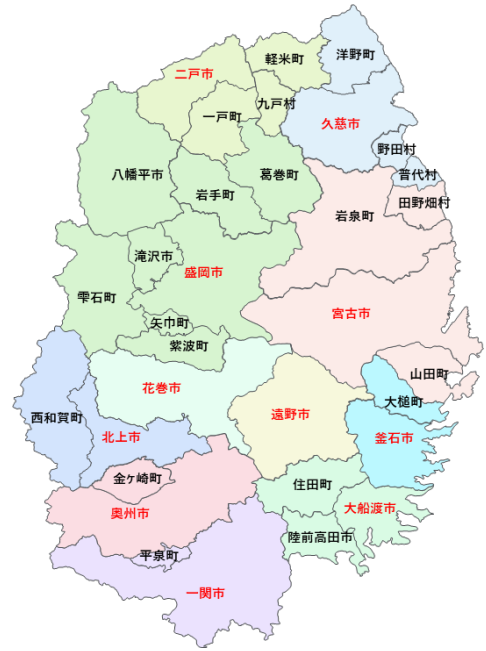 洋野町
軽米町
二戸市
九戸村
一戸町
久慈市
野田村
普代村
八幡平市
葛巻町
岩手町
田野畑村
岩泉町
滝沢市
盛岡市
雫石町
宮古市
矢巾町
紫波町
山田町
花巻市
大槌町
遠野市
西和賀町
北上市
釜石市
金ヶ崎町
住田町
奥州市
大船渡市
陸前高田市
平泉町
一関市